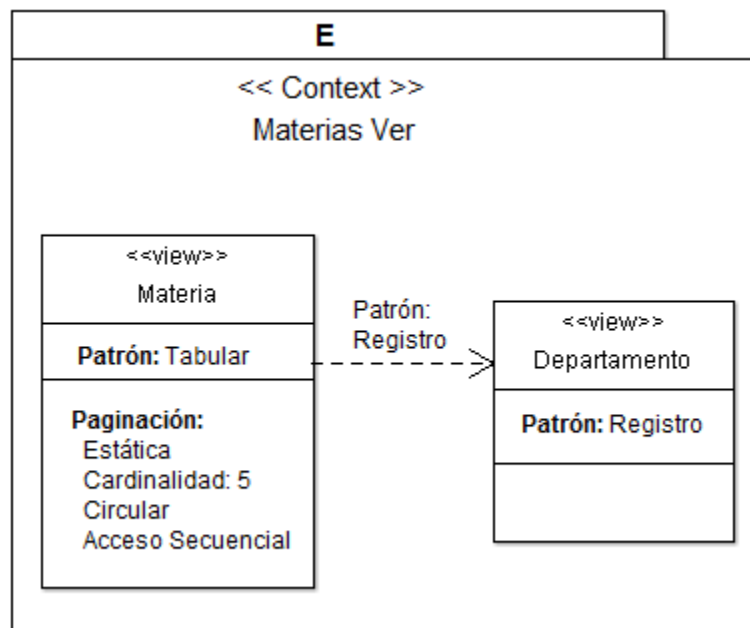 E
<< Context >>
Materias Ver
<<view>>
Materia
Patrón: Tabular
Paginación:
Estática
Cardinalidad: 5
Circular
Acceso Secuencial
Patrón:
Registro
<<view>>
Departamento
Patrón: Registro